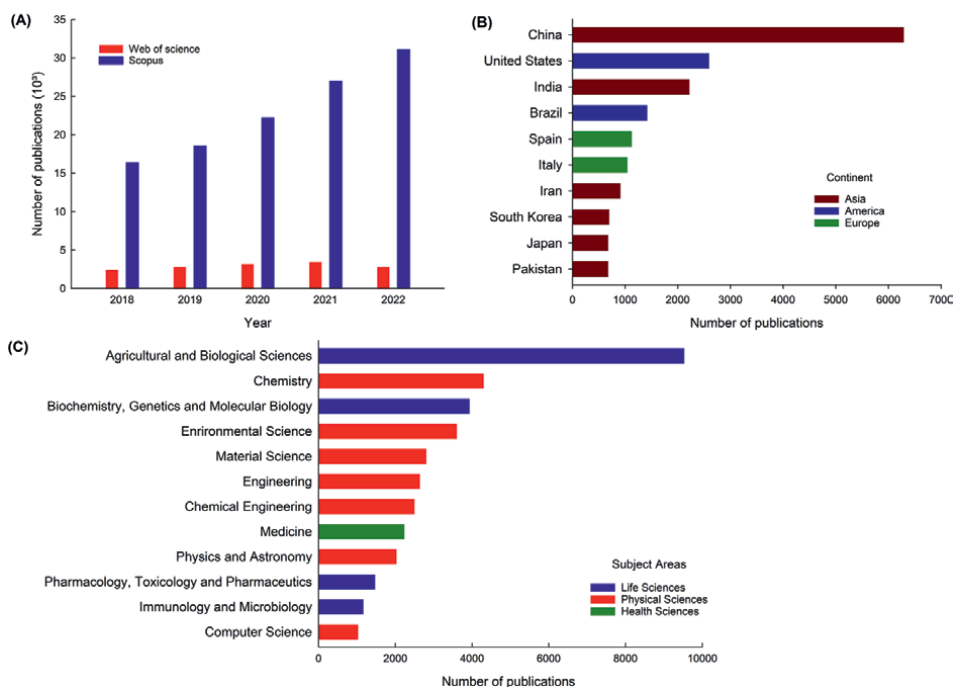 (A)
35
30
25
20
15
10
5
0
Number of publications (10³)
Web of science
Scopus
2018 2019 2020 2021 2022
Year
(B)
China
United States
India
Brazil
Spain
Italy
Iran
South Korea
Japan
Pakistan
Continent
Asia
America
Europe
0 1000 2000 3000 4000 5000 6000 7000
Number of publications
(C)
Agricultural and Biological Sciences
Chemistry
Biochemistry, Genetics and Molecular Biology
Enrironmental Science
Material Science
Engineering
Chemical Engineering
Medicine
Physics and Astronomy
Pharmacology, Toxicology and Pharmaceutics
Immunology and Microbiology
Computer Science
Subject Areas
Life Sciences
Physical Sciences
Health Sciences
0 2000 4000 6000 8000 10000
Number of publications